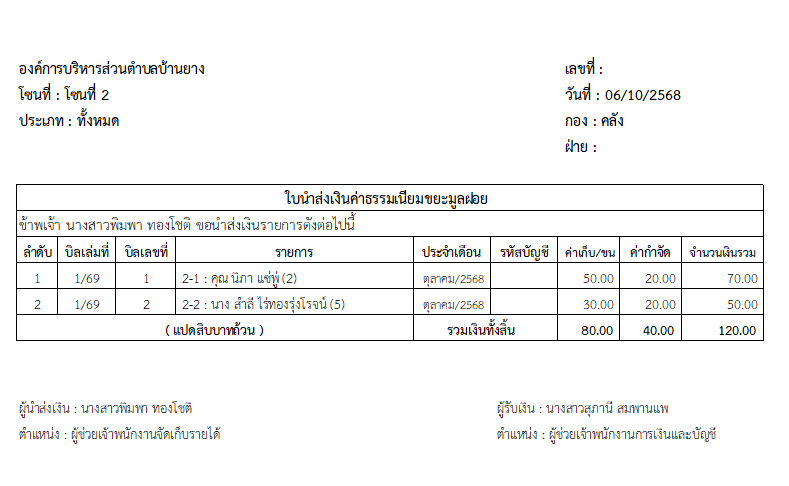 องค์การบริหารส่วนตำบลบ้านยาง
เลขที่ :
โซนที่ : โซนที่ 2
วันที่ : 06/10/2568
ประเภท : ทั้งหมด
กอง : คลัง
ฝ่าย :
ใบนำส่งเงินค่าธรรมเนียมขยะมูลฝอย
ข้าพเจ้า นางสาวพิมพา ทองโชติ ขอนำส่งเงินรายการดังต่อไปนี้
ลำดับ บิลเล่มที่ บิลเลขที่ รายการ ประจำเดือน รหัสบัญชี ค่าเก็บ/ขน ค่ากำจัด จำนวนเงินรวม
1 1/69 1 2-1 : คุณ นิภา แซ่พู่ (2) ตุลาคม/2568 50.00 20.00 70.00
2 1/69 2 2-2 : นาง สำลี ไร่ทองรุ่งโรจน์ (5) ตุลาคม/2568 30.00 20.00 50.00
( แปดสิบบาทถ้วน ) รวมเงินทั้งสิ้น 80.00 40.00 120.00
ผู้นำส่งเงิน : นางสาวพิมพา ทองโชติ
ผู้รับเงิน : นางสาวสุภานี สมพานแพ
ตำแหน่ง : ผู้ช่วยเจ้าพนักงานจัดเก็บรายได้
ตำแหน่ง : ผู้ช่วยเจ้าพนักงานการเงินและบัญชี